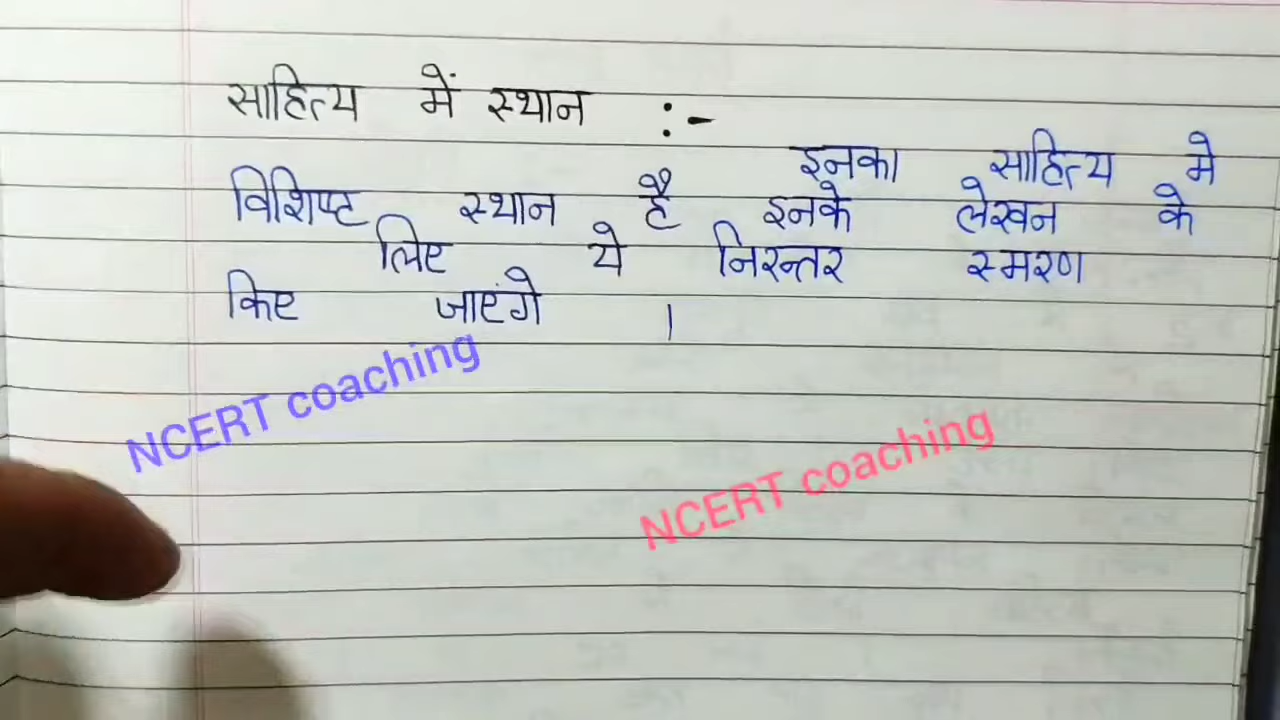 साहित्य में स्थान :-
इनका साहित्य मे
विशिष्ट स्थान है इनके लेखन के
लिए ये निरन्तर स्मरण
किए जाएंगे ।
NCERT coaching
NCERT coaching